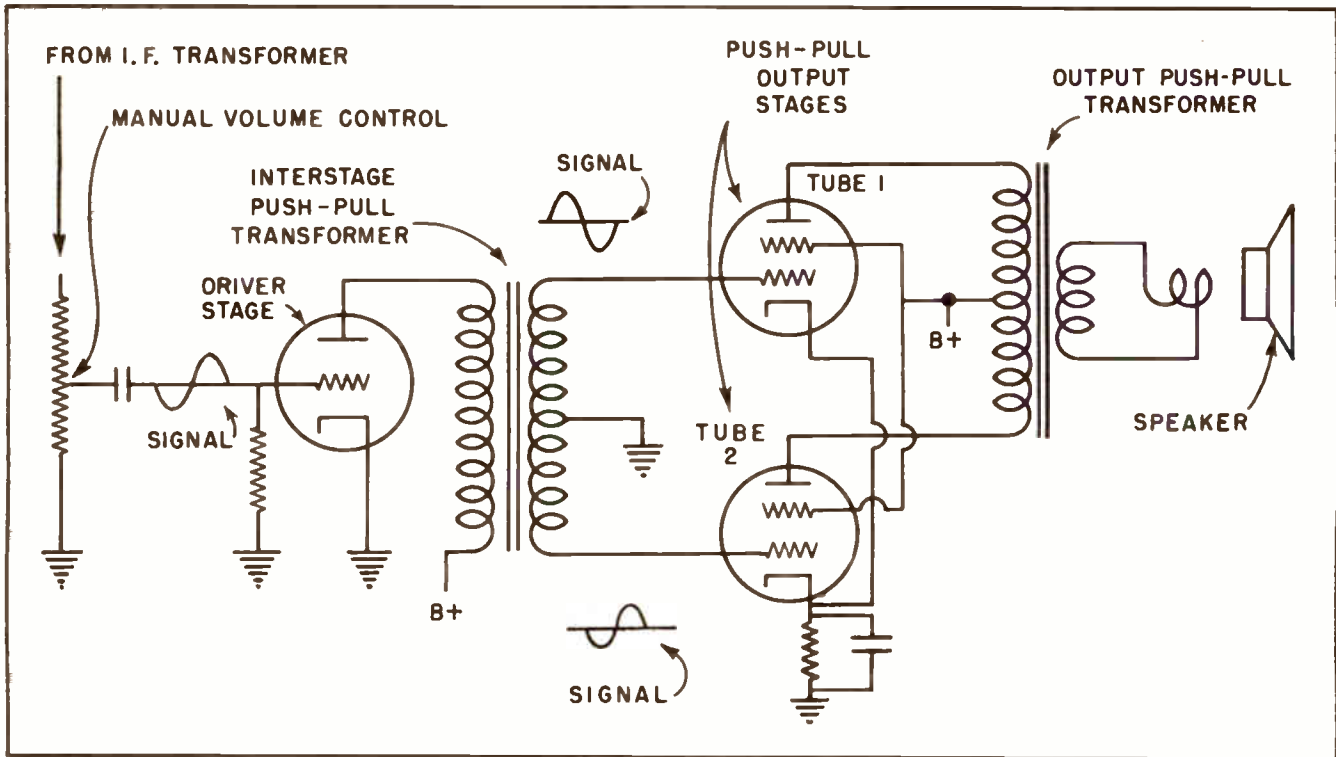 FROM I.F. TRANSFORMER
MANUAL VOLUME CONTROL
INTERSTAGE
PUSH-PULL
TRANSFORMER
ORIVER
STAGE
SIGNAL
SIGNAL
PUSH-PULL
OUTPUT
STAGES
TUBE 1
OUTPUT PUSH-PULL
TRANSFORMER
B+
TUBE
2
SPEAKER
B+
SIGNAL